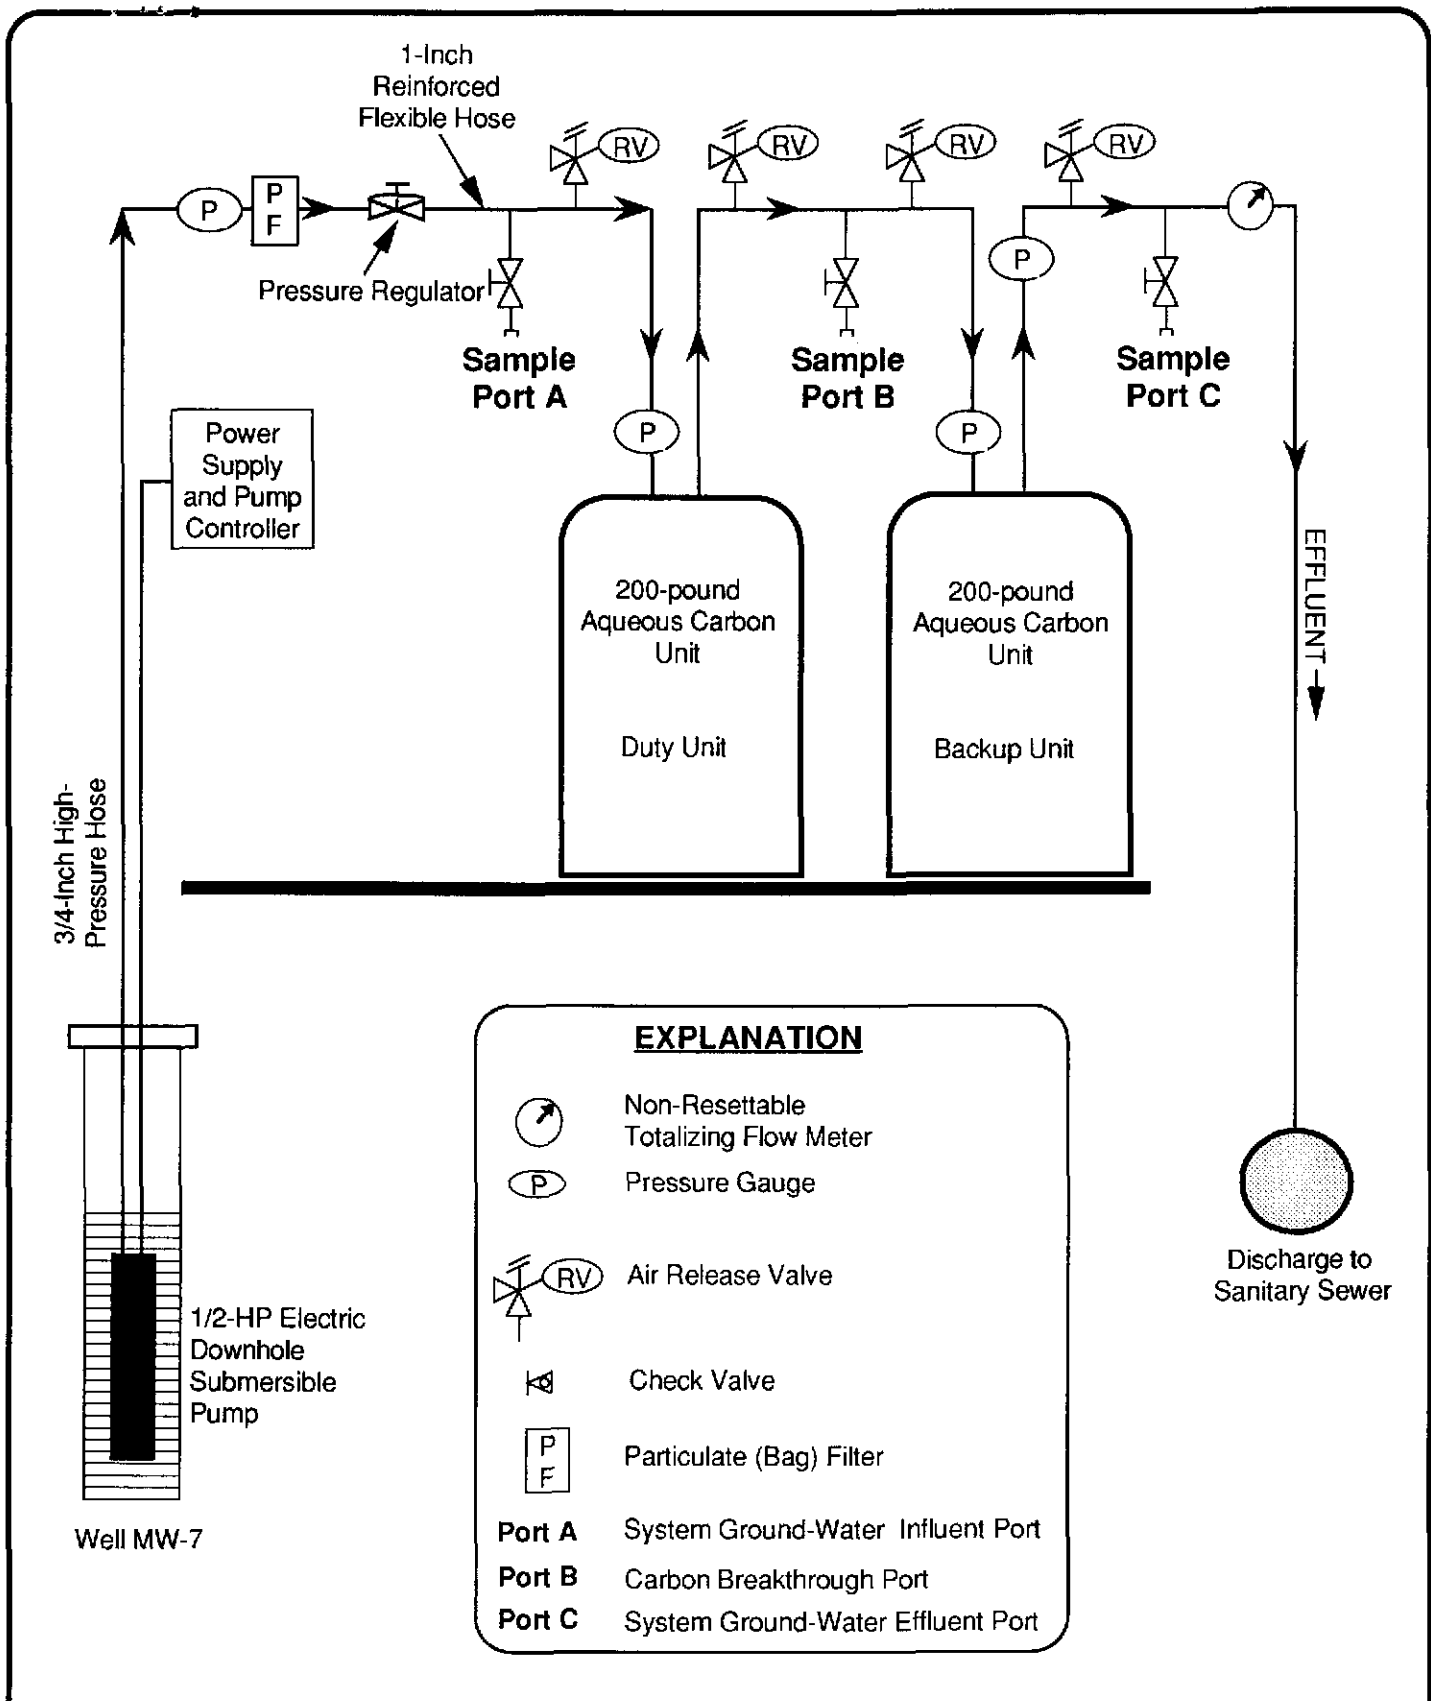 1-Inch
Reinforced
Flexible Hose
RV
RV
RV
RV
P
P
F
Pressure Regulator
P
Sample
Port A
Sample
Port B
Sample
Port C
P
P
Power
Supply
and Pump
Controller
200-pound
Aqueous Carbon
Unit
Duty Unit
200-pound
Aqueous Carbon
Unit
Backup Unit
EFFLUENT
3/4-Inch High-
Pressure Hose
1/2-HP Electric
Downhole
Submersible
Pump
Well MW-7
Discharge to
Sanitary Sewer
EXPLANATION
Non-Resettable
Totalizing Flow Meter
P Pressure Gauge
RV Air Release Valve
Check Valve
P
F
Particulate (Bag) Filter
Port A System Ground-Water Influent Port
Port B Carbon Breakthrough Port
Port C System Ground-Water Effluent Port